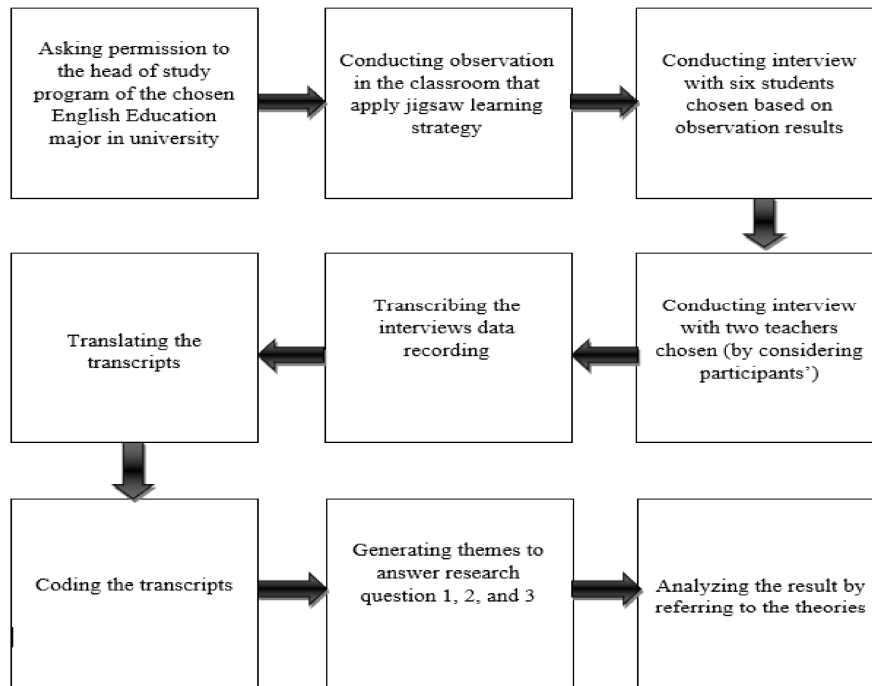 Asking permission to
the head of study
program of the chosen
English Education
major in university
Conducting observation
in the classroom that
apply jigsaw learning
strategy
Conducting interview
with six students
chosen based on
observation results
Conducting interview
with two teachers
chosen (by considering
participants’)
Transcribing the
interviews data
recording
Translating the
transcripts
Coding the transcripts
Generating themes to
answer research
question 1, 2, and 3
Analyzing the result by
referring to the theories